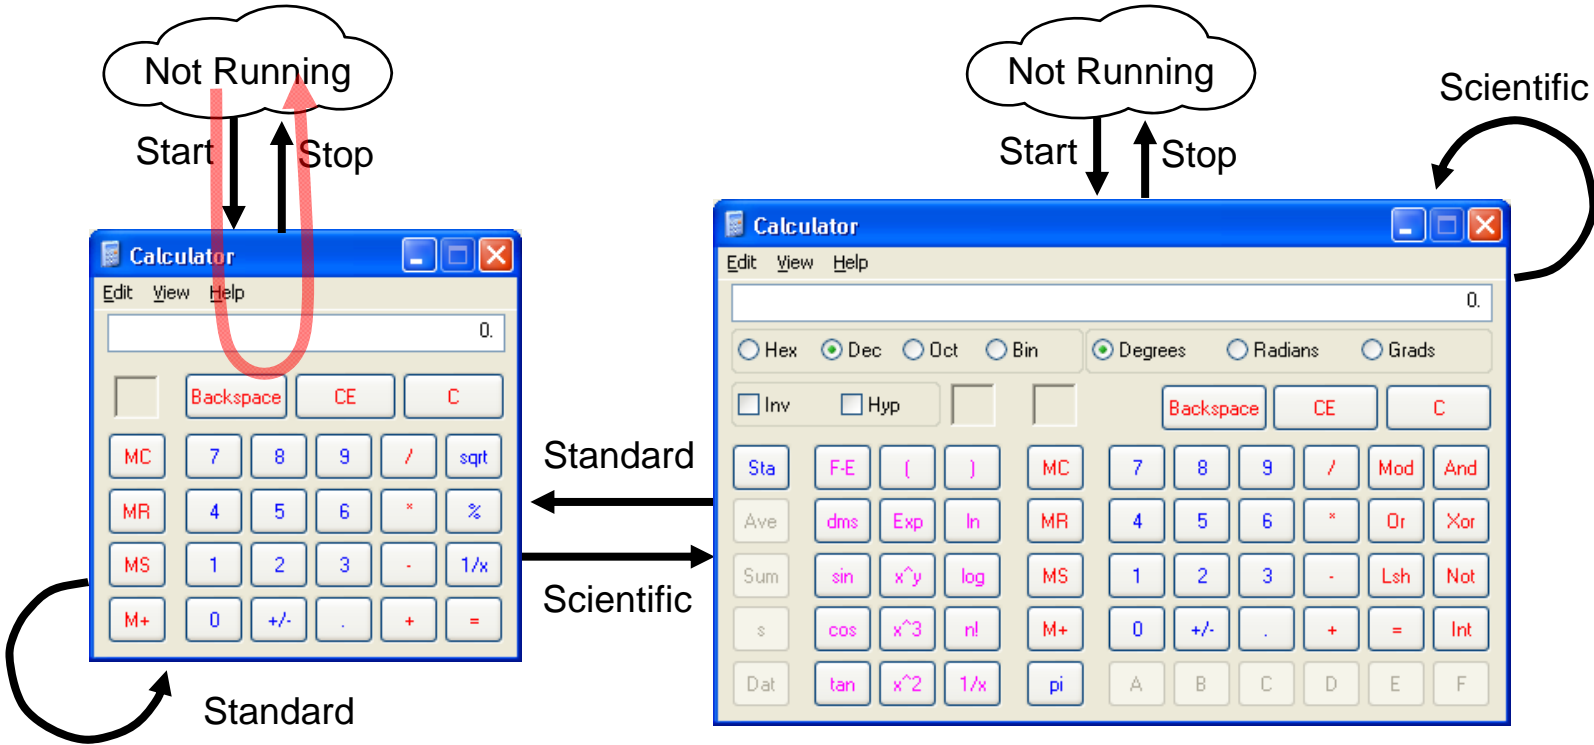 Not Running
Start
Stop
Calculator
Edit View Help
0.
Backspace CE C
MC 7 8 9 / sqrt
MR 4 5 6 * %
MS 1 2 3 - 1/x
M+ 0 +/- . + =
Standard
Standard
Scientific
Not Running
Start
Stop
Scientific
Calculator
Edit View Help
0.
Hex Dec Oct Bin Degrees Radians Grads
Inv Hyp Backspace CE C
Sta F-E ( ) MC 7 8 9 / Mod And
Ave dms Exp ln MR 4 5 6 * Or Xor
Sum sin x^y log MS 1 2 3 - Lsh Not
s cos x^3 n! M+ 0 +/- . + = Int
Dat tan x^2 1/x pi A B C D E F